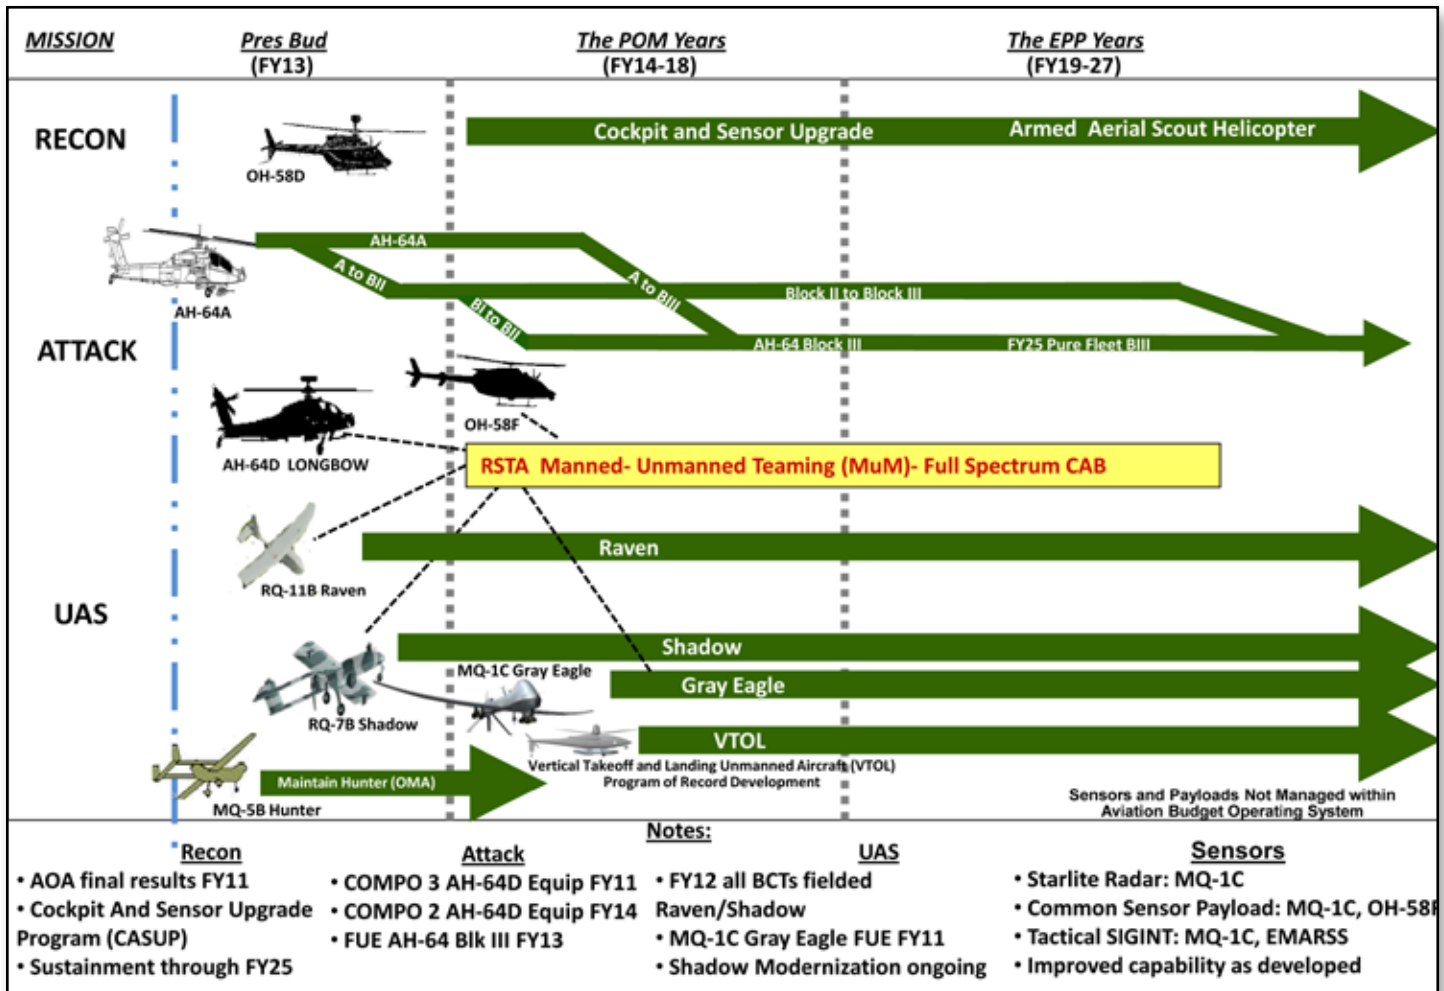 MISSION
Pres Bud
(FY13)
The POM Years
(FY14-18)
The EPP Years
(FY19-27)
RECON
OH-58D
Cockpit and Sensor Upgrade
Armed Aerial Scout Helicopter
AH-64A
AH-64A
A to BII
A to BIII
Block II to Block III
BI to BII
AH-64 Block III
FY25 Pure Fleet BIII
ATTACK
OH-58F
AH-64D LONGBOW
RSTA Manned- Unmanned Teaming (MuM)- Full Spectrum CAB
Raven
RQ-11B Raven
UAS
Shadow
MQ-1C Gray Eagle
Gray Eagle
RQ-7B Shadow
VTOL
Vertical Takeoff and Landing Unmanned Aircraft (VTOL)
Program of Record Development
Maintain Hunter (OMA)
MQ-5B Hunter
Sensors and Payloads Not Managed within
Aviation Budget Operating System
Notes:
Recon
• AOA final results FY11
• Cockpit And Sensor Upgrade
Program (CASUP)
• Sustainment through FY25
Attack
• COMPO 3 AH-64D Equip FY11
• COMPO 2 AH-64D Equip FY14
• FUE AH-64 Blk III FY13
UAS
• FY12 all BCTs fielded
Raven/Shadow
• MQ-1C Gray Eagle FUE FY11
• Shadow Modernization ongoing
Sensors
• Starlite Radar: MQ-1C
• Common Sensor Payload: MQ-1C, OH-58F
• Tactical SIGINT: MQ-1C, EMARSS
• Improved capability as developed